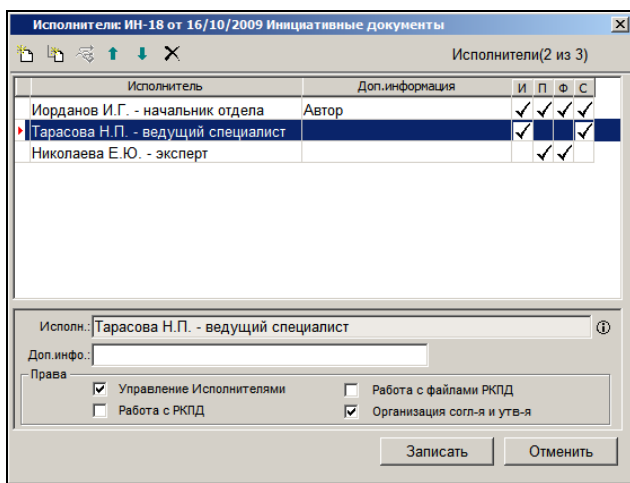 Исполнители: ИН-18 от 16/10/2009 Инициативные документы
Исполнители(2 из 3)
Исполнитель Доп.информация И П Ф С
Иорданов И.Г. - начальник отдела Автор
Тарасова Н.П. - ведущий специалист
Николаева Е.Ю. - эксперт
Исполн.: Тарасова Н.П. - ведущий специалист
Доп.инфо.:
Права
Управление Исполнителями Работа с файлами РКПД
Работа с РКПД Организация согл-я и утв-я
Записать Отменить